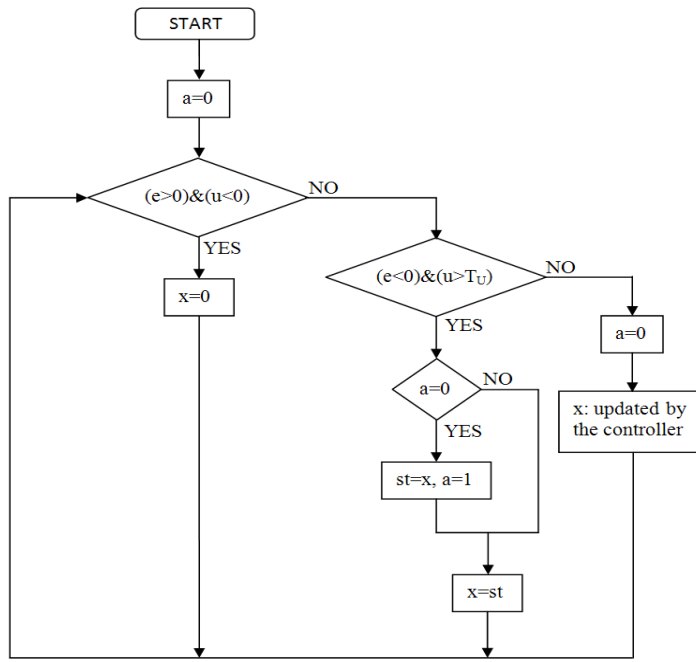 START
a=0
(e>0)&(u<0)
NO
YES
x=0
(e<0)&(u>T_U)
NO
YES
a=0
a=0
NO
YES
x: updated by
the controller
st=x, a=1
x=st